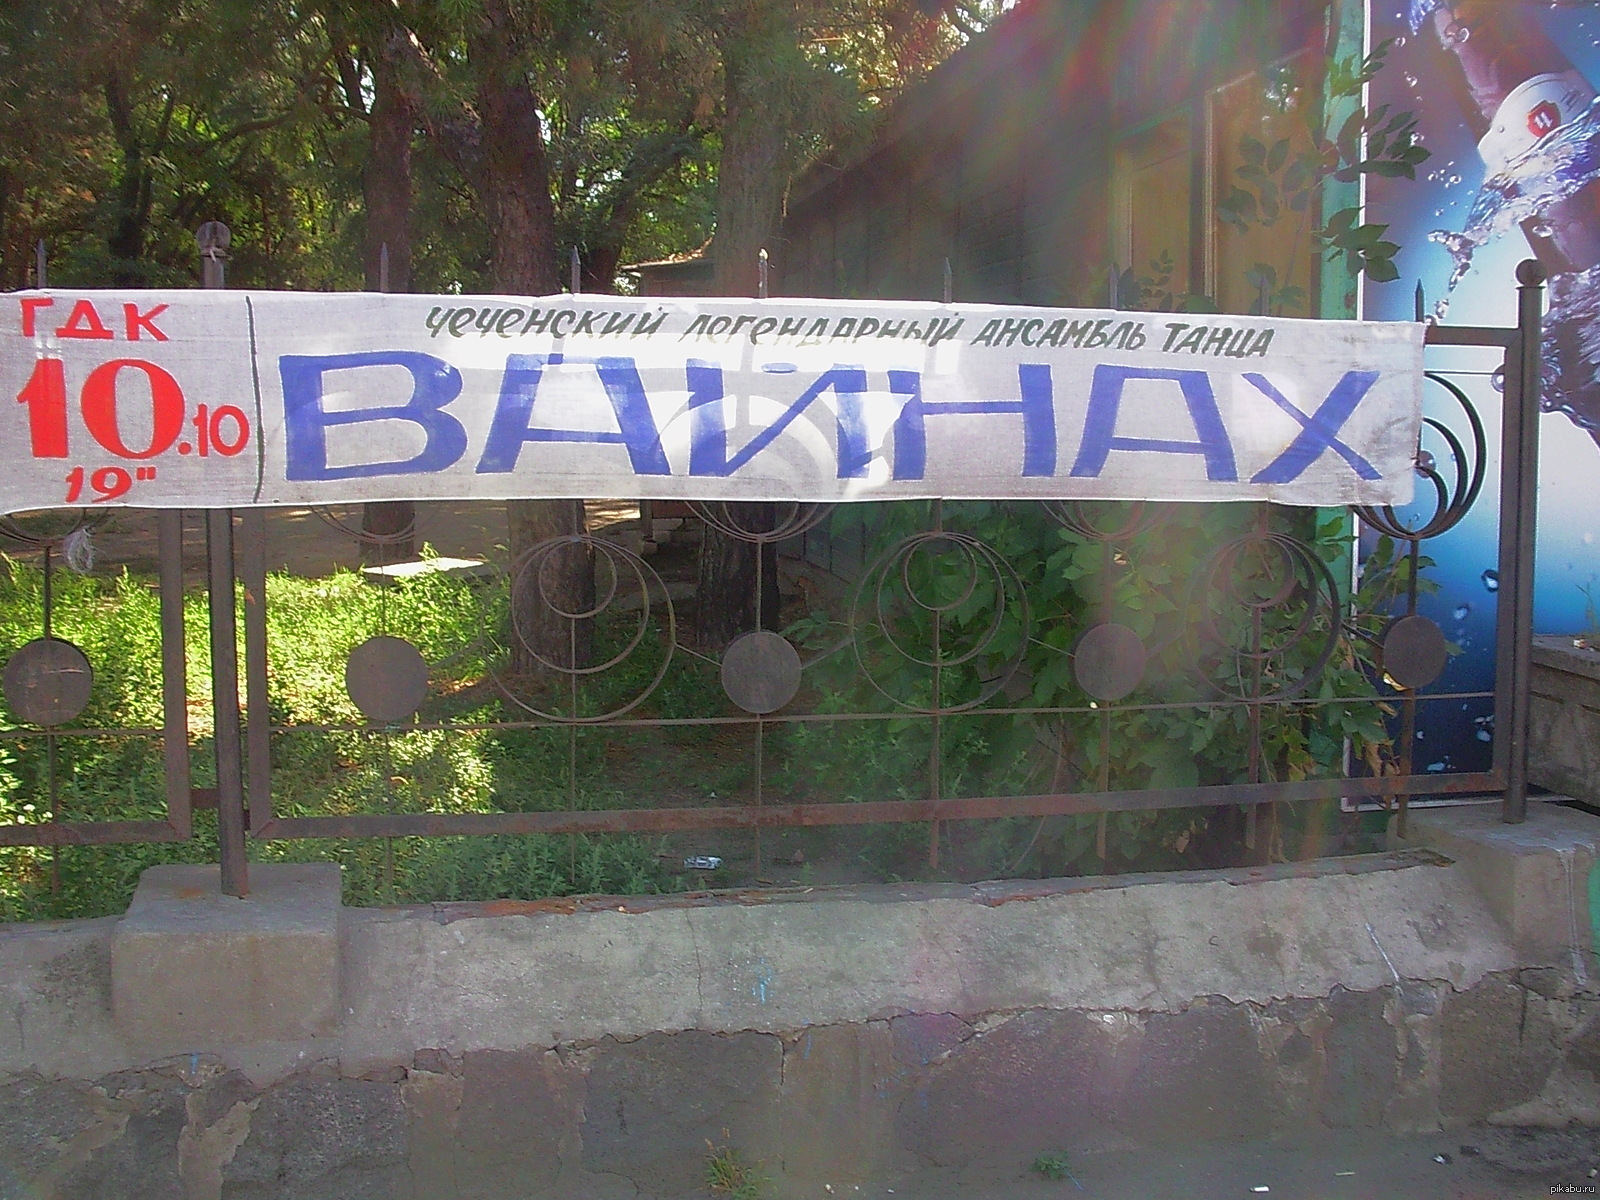 ГДК
10.10
19"
ЧЕЧЕНСКИЙ ЛЕГЕНДАРНЫЙ АНСАМБЛЬ ТАНЦА
ВАЙНАХ
pikabu.ru